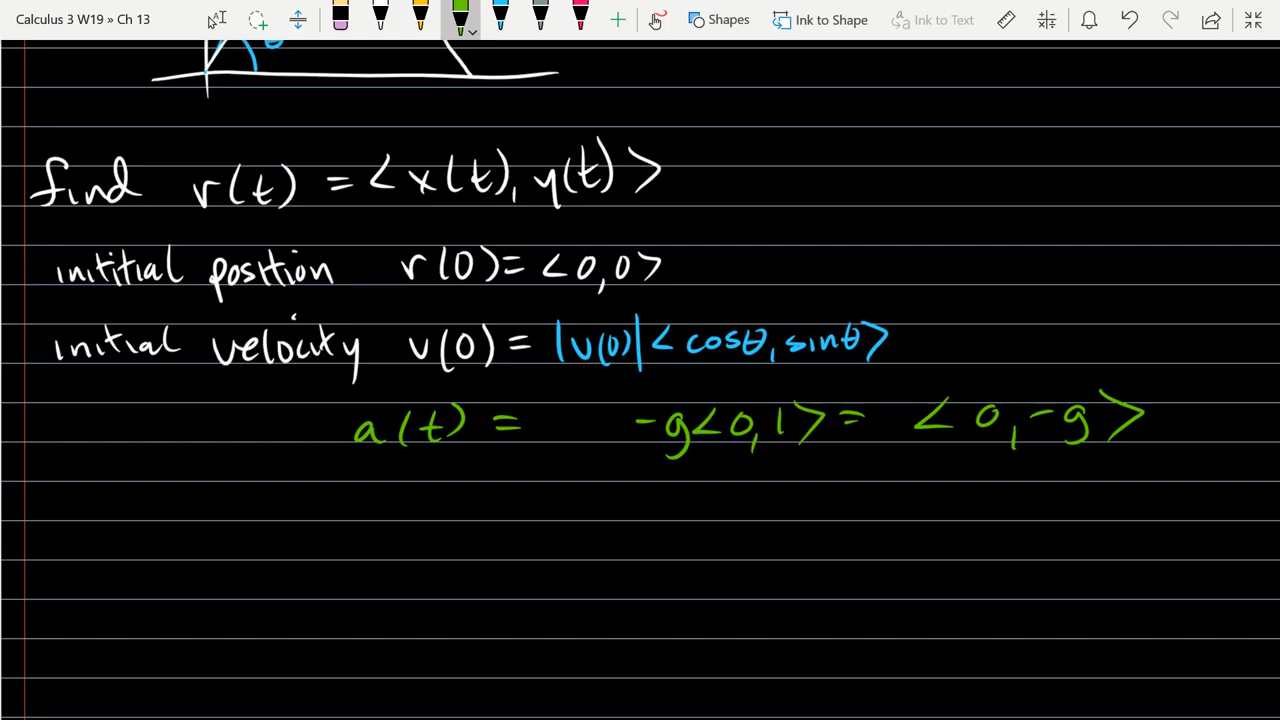 Calculus 3 W19 » Ch 13 Shapes Ink to Shape Ink to Text
θ
find r(t) = <x(t), y(t)>
inititial position r(0) = <0,0>
initial velocity v(0) = |v(0)| <cosθ, sinθ>
a(t) = -g<0,1> = <0,-g>